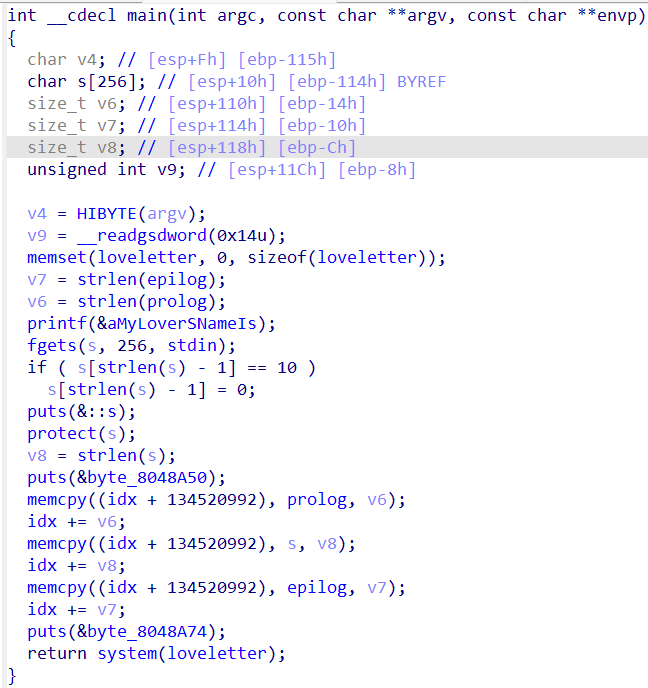 int __cdecl main(int argc, const char **argv, const char **envp)
{
char v4; // [esp+Fh] [ebp-115h]
char s[256]; // [esp+10h] [ebp-114h] BYREF
size_t v6; // [esp+110h] [ebp-14h]
size_t v7; // [esp+114h] [ebp-10h]
size_t v8; // [esp+118h] [ebp-Ch]
unsigned int v9; // [esp+11Ch] [ebp-8h]
v4 = HIBYTE(argv);
v9 = __readgsdword(0x14u);
memset(loveletter, 0, sizeof(loveletter));
v7 = strlen(epilog);
v6 = strlen(prolog);
printf(&aMyLoverSNameIs);
fgets(s, 256, stdin);
if ( s[strlen(s) - 1] == 10 )
s[strlen(s) - 1] = 0;
puts(&::s);
protect(s);
v8 = strlen(s);
puts(&byte_8048A50);
memcpy((idx + 134520992), prolog, v6);
idx += v6;
memcpy((idx + 134520992), s, v8);
idx += v8;
memcpy((idx + 134520992), epilog, v7);
idx += v7;
puts(&byte_8048A74);
return system(loveletter);
}